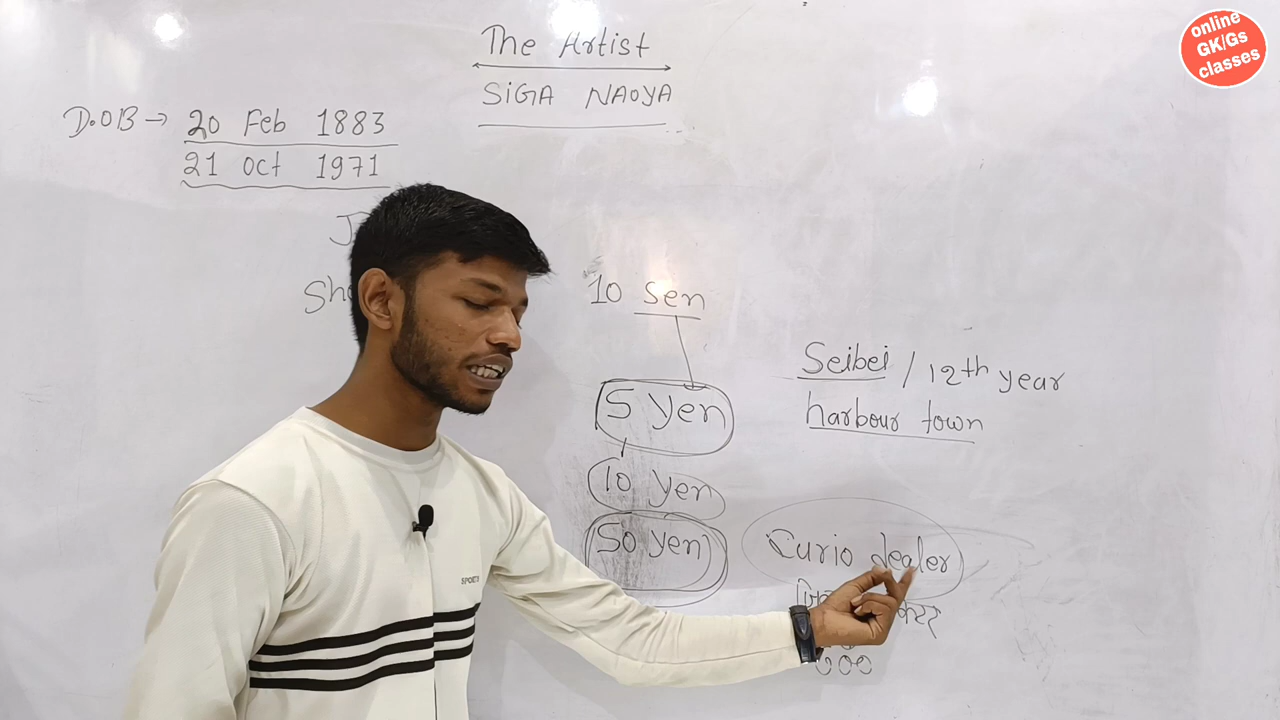 The Artist
SiGA NAOYA
D.OB → 20 Feb 1883
21 Oct 1971
10 Sen
5 Yen
10 Yen
50 Yen
Seibei / 12th year
harbour town
Curio dealer
SPORTS
online
GK/Gs
classes